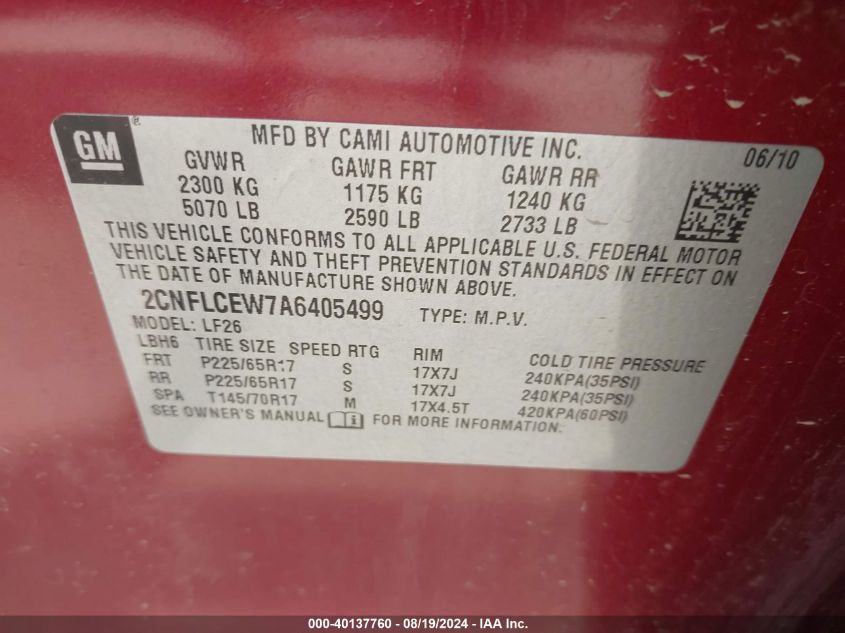 GM®
MFD BY CAMI AUTOMOTIVE INC.
06/10
GVWR GAWR FRT GAWR RR
2300 KG 1175 KG 1240 KG
5070 LB 2590 LB 2733 LB
THIS VEHICLE CONFORMS TO ALL APPLICABLE U.S. FEDERAL MOTOR
VEHICLE SAFETY AND THEFT PREVENTION STANDARDS IN EFFECT ON
THE DATE OF MANUFACTURE SHOWN ABOVE.
2CNFLCEW7A6405499 TYPE: M.P.V.
MODEL: LF26
LBH6 TIRE SIZE SPEED RTG RIM COLD TIRE PRESSURE
FRT P225/65R17 S 17X7J 240KPA(35PSI)
RR P225/65R17 S 17X7J 240KPA(35PSI)
SPA T145/70R17 M 17X4.5T 420KPA(60PSI)
SEE OWNER'S MANUAL i FOR MORE INFORMATION.
000-40137760 - 08/19/2024 - IAA Inc.